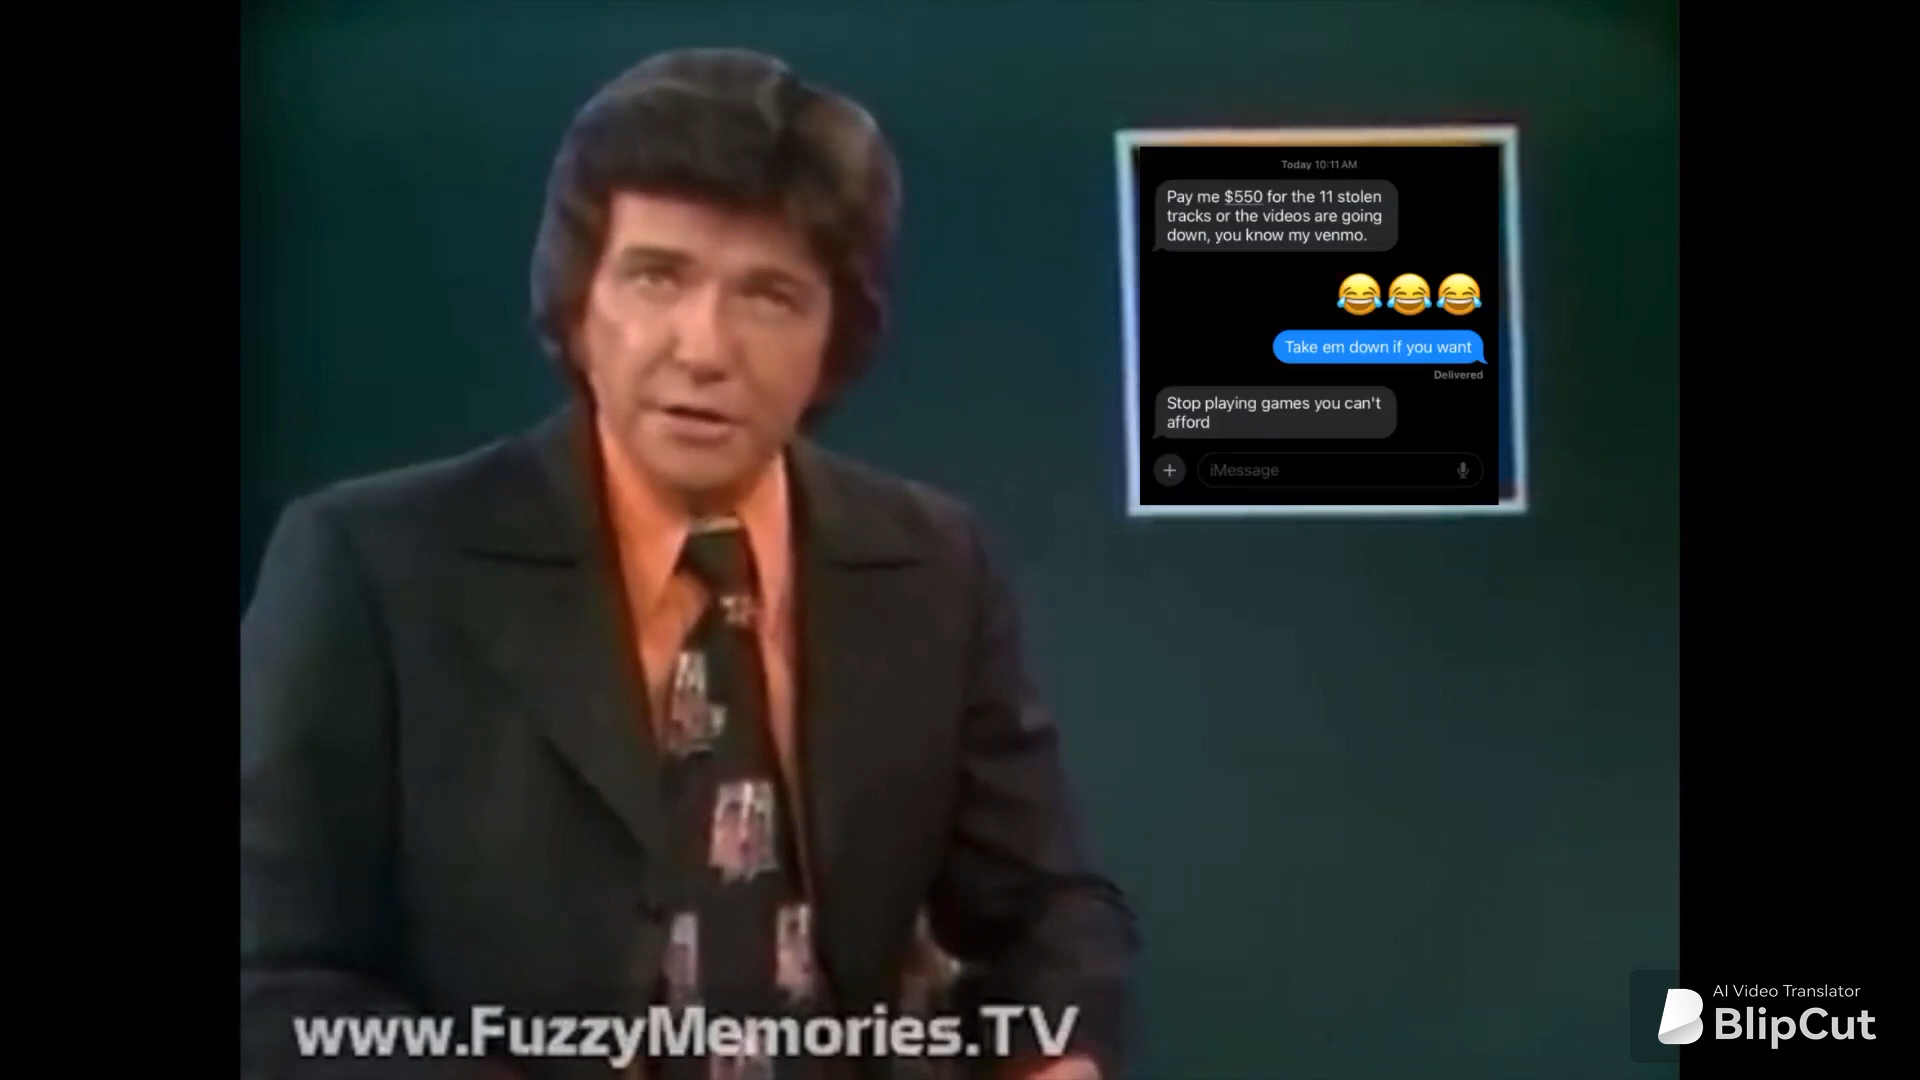 Today 10:11 AM
Pay me $550 for the 11 stolen
tracks or the videos are going
down, you know my venmo.
😂😂😂
Take em down if you want
Delivered
Stop playing games you can't
afford
+ iMessage
www.FuzzyMemories.TV
AI Video Translator
BlipCut